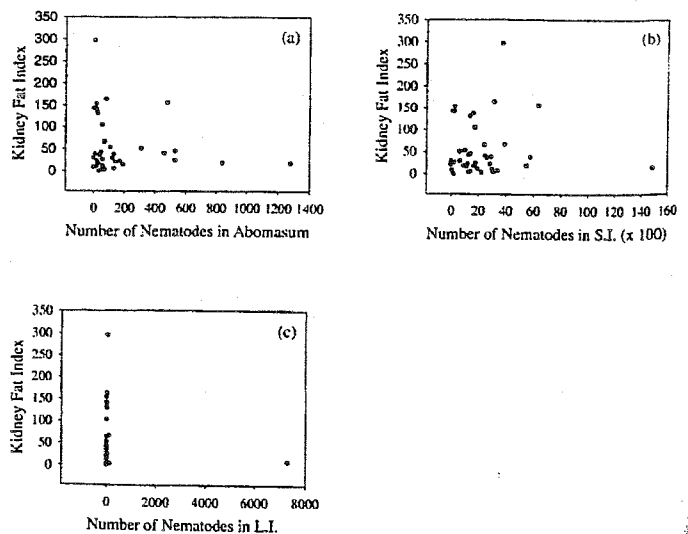 350
300
250
200
150
100
50
0
Kidney Fat Index
(a)
0 200 400 600 800 1000 1200 1400
Number of Nematodes in Abomasum
350
300
250
200
150
100
50
0
Kidney Fat Index
(b)
0 20 40 60 80 100 120 140 160
Number of Nematodes in S.I. (x 100)
350
300
250
200
150
100
50
0
Kidney Fat Index
(c)
0 2000 4000 6000 8000
Number of Nematodes in L.I.